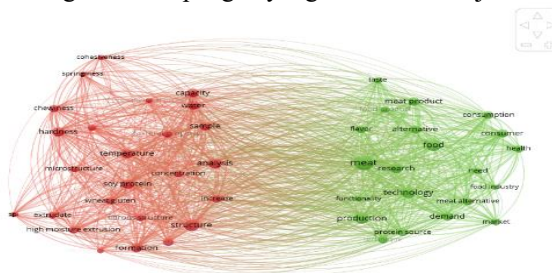 cohesiveness
springiness
chewiness
hardness
capacity
water
sample
temperature
analysis
microstructure
soy protein
concentration
wheat gluten
increase
extrudate
fibrous structure
high moisture extrusion
structure
formation
taste
meat product
consumption
flavor
alternative
consumer
food
health
meat
research
need
food industry
functionality
technology
meat alternative
production
demand
market
protein source